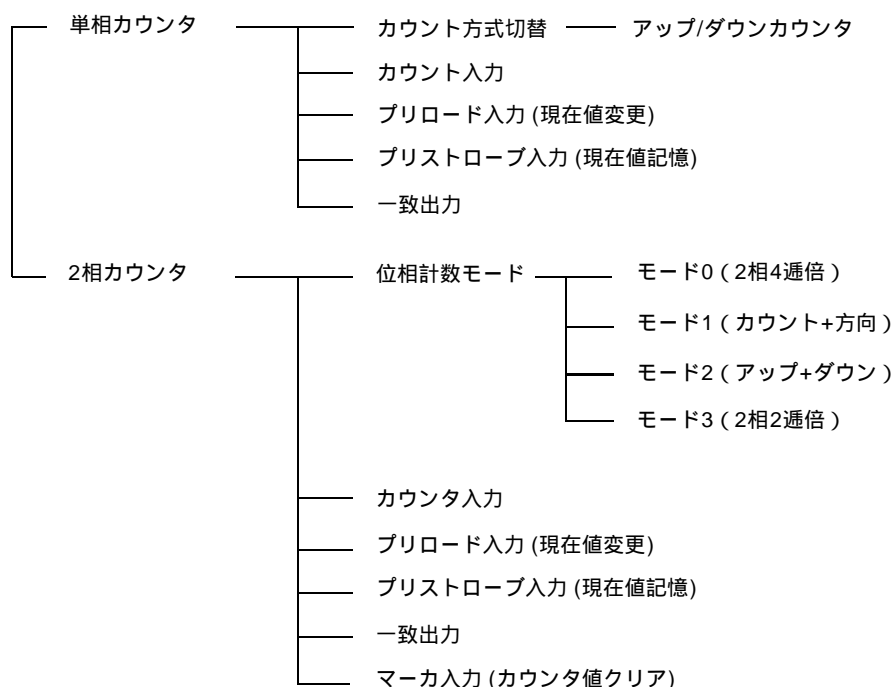 単相カウンタ
カウント方式切替
アップ/ダウンカウンタ
カウント入力
プリロード入力 (現在値変更)
プリストローブ入力 (現在値記憶)
一致出力
2相カウンタ
位相計数モード
モード0 ( 2相4逓倍 )
モード1 ( カウント+方向 )
モード2 ( アップ+ダウン )
モード3 ( 2相2逓倍 )
カウンタ入力
プリロード入力 (現在値変更)
プリストローブ入力 (現在値記憶)
一致出力
マーカ入力 (カウンタ値クリア)